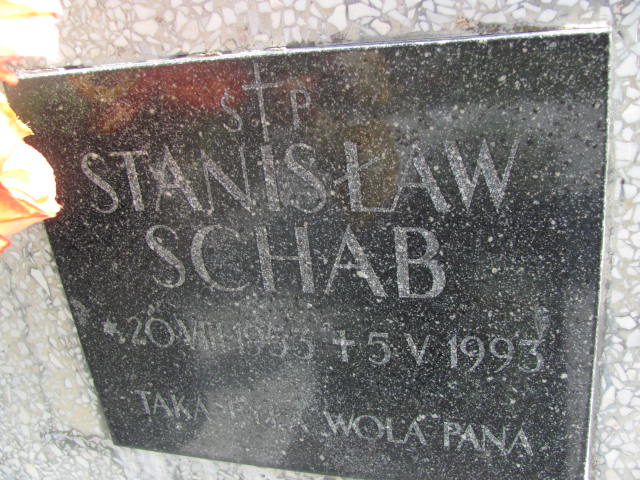 Ś P
STANISŁAW
SCHAB
* 20 VIII 1953 + 5 V 1993
TAKA BYŁA WOLA PANA